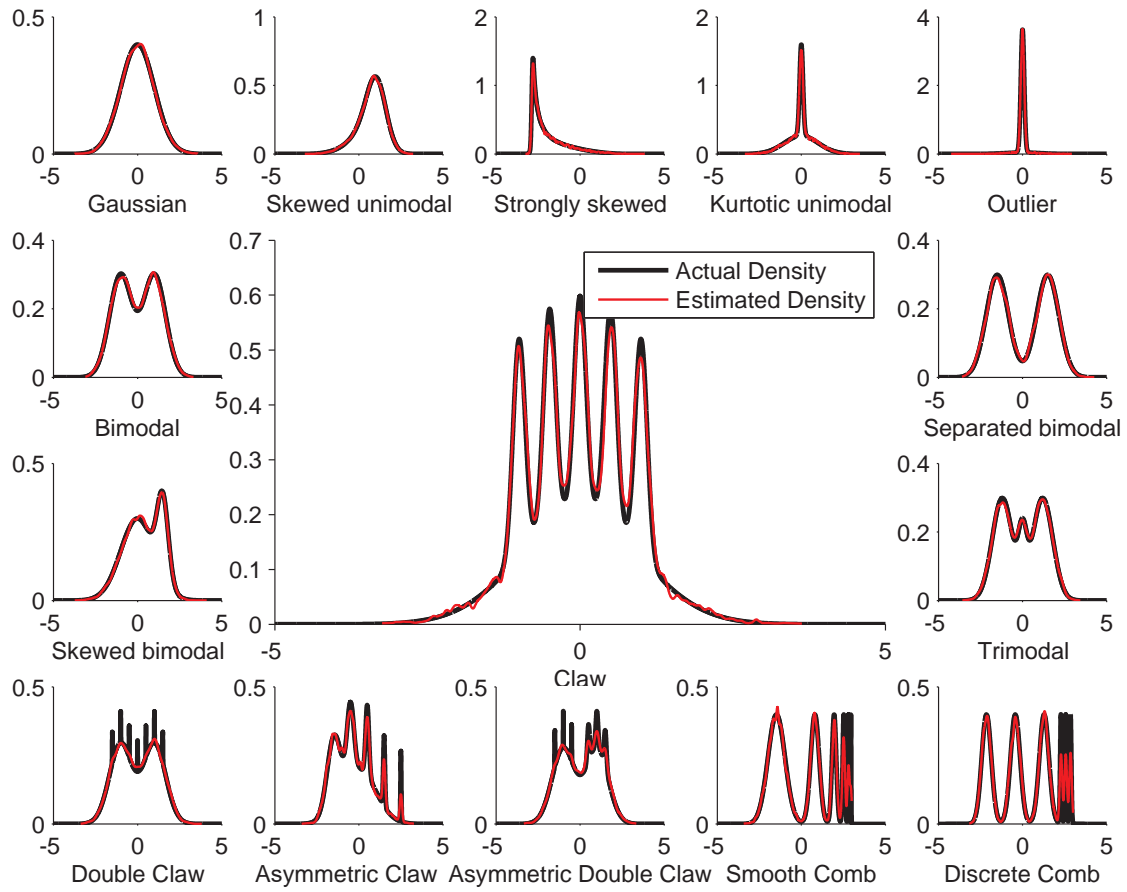 0.5
0
-5 0 5
Gaussian
1
0.5
0
-5 0 5
Skewed unimodal
2
1
0
-5 0 5
Strongly skewed
2
1
0
-5 0 5
Kurtotic unimodal
4
2
0
-5 0 5
Outlier
0.4
0.2
0
-5 0 5
Bimodal
0.7
0.6
0.5
0.4
0.3
0.2
0.1
0
-5 0 5
Claw
Actual Density
Estimated Density
0.4
0.2
0
-5 0 5
Separated bimodal
0.5
0
-5 0 5
Skewed bimodal
0.4
0.2
0
-5 0 5
Trimodal
0.5
0
-5 0 5
Double Claw
0.5
0
-5 0 5
Asymmetric Claw
0.5
0
-5 0 5
Asymmetric Double Claw
0.5
0
-5 0 5
Smooth Comb
0.5
0
-5 0 5
Discrete Comb